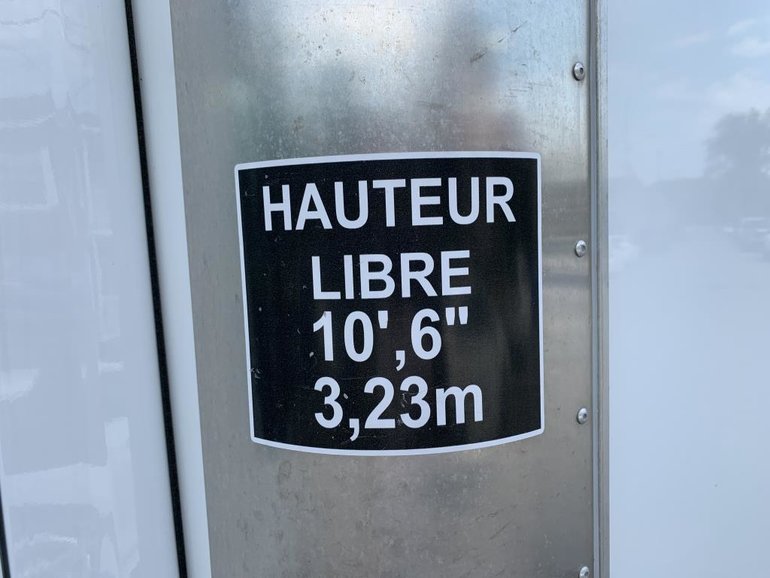 HAUTEUR
LIBRE
10',6"
3,23m